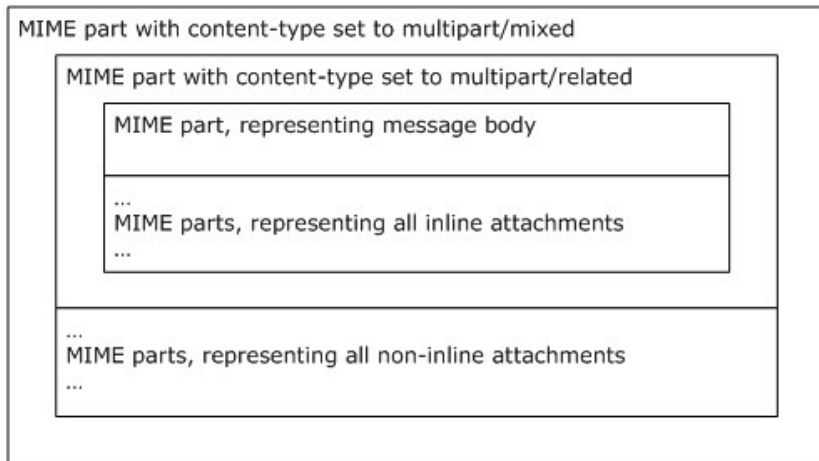 MIME part with content-type set to multipart/mixed
MIME part with content-type set to multipart/related
MIME part, representing message body
...
MIME parts, representing all inline attachments
...
...
MIME parts, representing all non-inline attachments
...